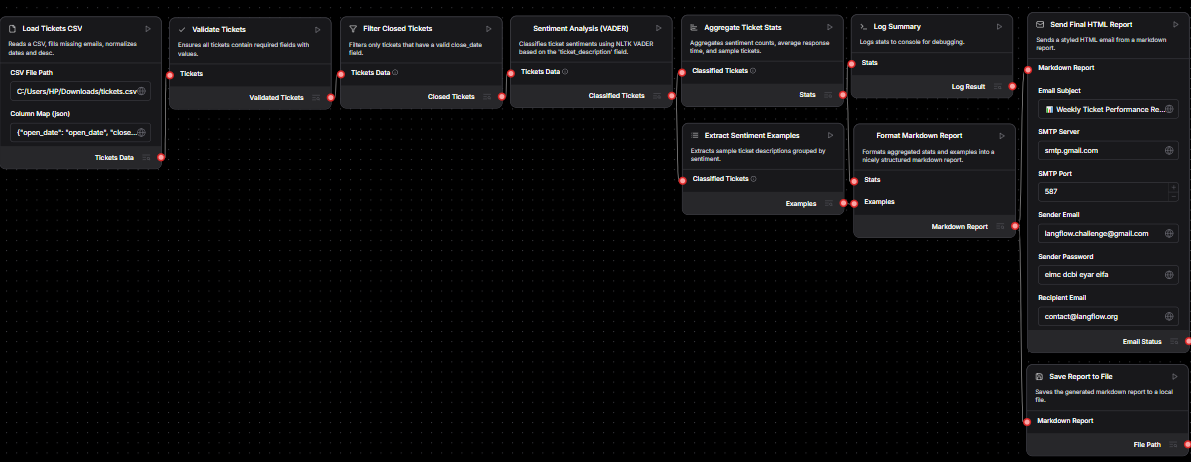 Load Tickets CSV
Reads a CSV, fills missing emails, normalizes
dates and desc.
CSV File Path
C:/Users/HP/Downloads/tickets.csv
Column Map (json)
{"open_date": "open_date", "close...
Tickets Data
Validate Tickets
Ensures all tickets contain required fields with
values.
Tickets
Validated Tickets
Filter Closed Tickets
Filters only tickets that have a valid close_date
field.
Tickets Data
Closed Tickets
Sentiment Analysis (VADER)
Classifies ticket sentiments using NLTK VADER
based on the 'ticket_description' field.
Tickets Data
Classified Tickets
Aggregate Ticket Stats
Aggregates sentiment counts, average response
time, and sample tickets.
Classified Tickets
Stats
Extract Sentiment Examples
Extracts sample ticket descriptions grouped by
sentiment.
Classified Tickets
Examples
Log Summary
Logs stats to console for debugging.
Stats
Log Result
Format Markdown Report
Formats aggregated stats and examples into a
nicely structured markdown report.
Stats
Examples
Markdown Report
Send Final HTML Report
Sends a styled HTML email from a markdown
report.
Markdown Report
Email Subject
Weekly Ticket Performance Re...
SMTP Server
smtp.gmail.com
SMTP Port
587
Sender Email
langflow.challenge@gmail.com
Sender Password
eimc dcbi eyar eifa
Recipient Email
contact@langflow.org
Email Status
Save Report to File
Saves the generated markdown report to a local
file.
Markdown Report
File Path